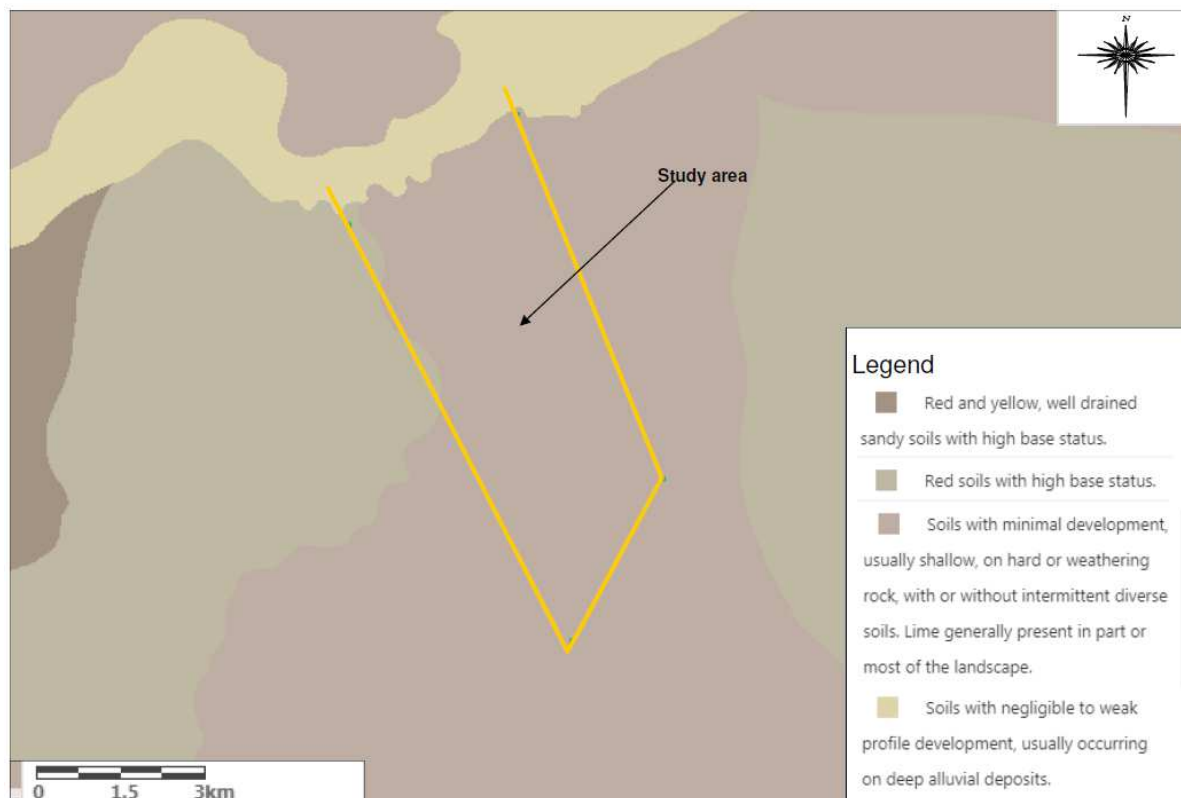 N
Study area
Legend
Red and yellow, well drained
sandy soils with high base status.
Red soils with high base status.
Soils with minimal development,
usually shallow, on hard or weathering
rock, with or without intermittent diverse
soils. Lime generally present in part or
most of the landscape.
Soils with negligible to weak
profile development, usually occurring
on deep alluvial deposits.
0 1.5 3km